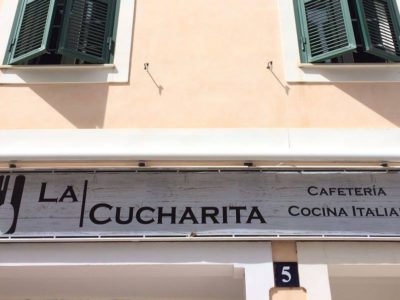 La
Cucharita
Cafetería
Cocina Italia
5